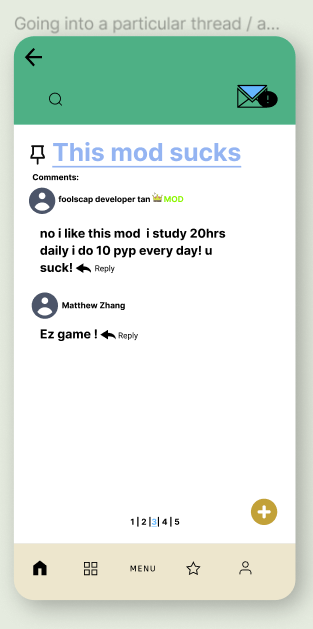 Going into a particular thread / a...
!
This mod sucks
Comments:
foolscap developer tan MOD
no i like this mod i study 20hrs
daily i do 10 pyp every day! u
suck! Reply
Matthew Zhang
Ez game ! Reply
1 | 2 | 3 | 4 | 5
MENU